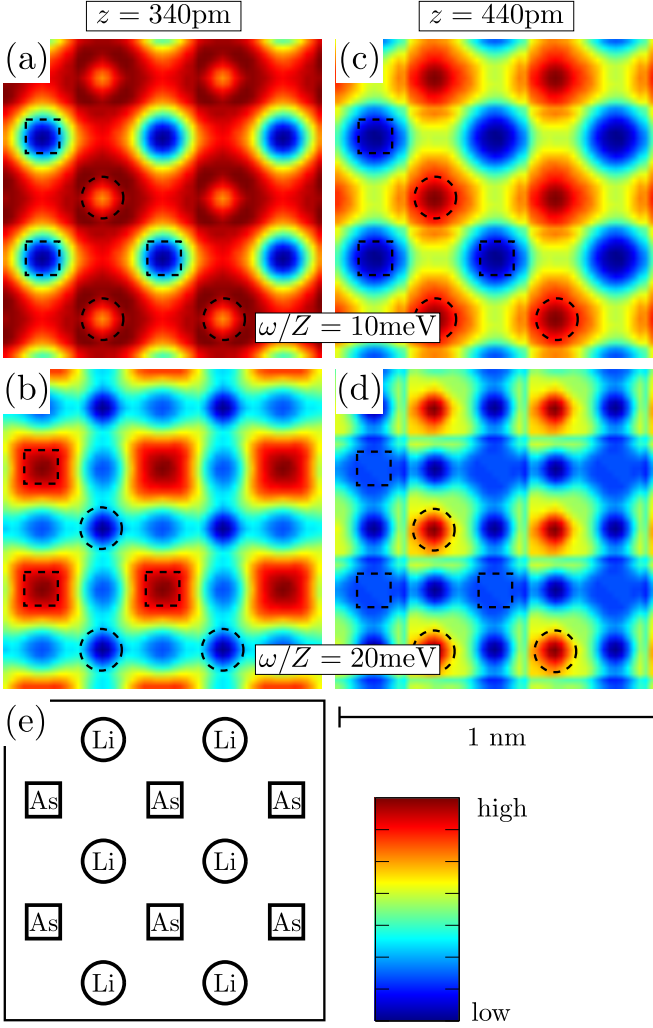 z = 340pm
z = 440pm
(a)
(c)
ω/Z = 10meV
(b)
(d)
ω/Z = 20meV
(e)
Li Li
As As As
Li Li
As As As
Li Li
1 nm
high
low